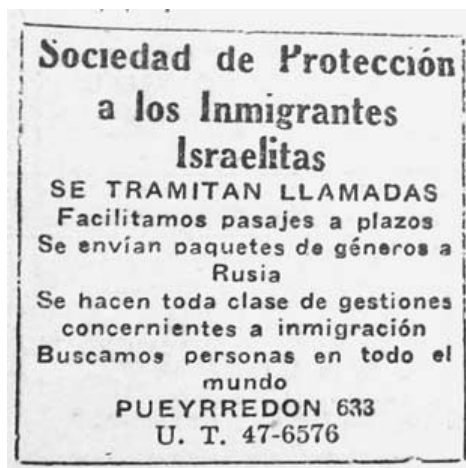 Sociedad de Protección
a los Inmigrantes
Israelitas
SE TRAMITAN LLAMADAS
Facilitamos pasajes a plazos
Se envían paquetes de géneros a
Rusia
Se hacen toda clase de gestiones
concernientes a inmigración
Buscamos personas en todo el
mundo
PUEYRREDON 633
U. T. 47-6576